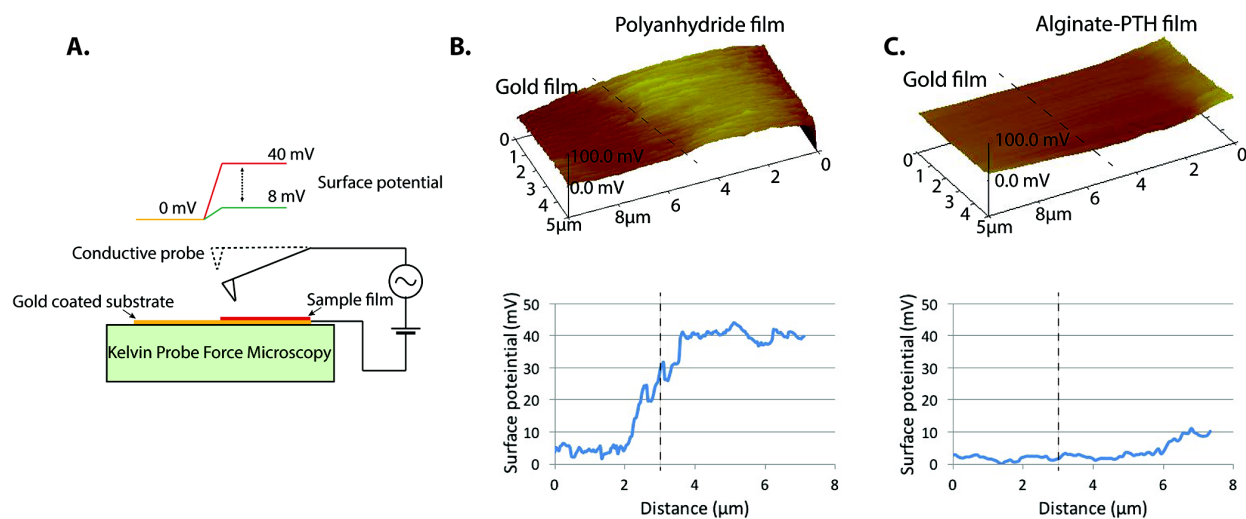 A.
40 mV
Surface potential
0 mV
8 mV
Conductive probe
Gold coated substrate
Sample film
Kelvin Probe Force Microscopy
B.
Polyanhydride film
Gold film
100.0 mV
0.0 mV
0
1
2
3
4
5µm
8µm
6
4
2
0
Surface poteintial (mV)
50
40
30
20
10
0
0
2
4
6
8
Distance (µm)
C.
Alginate-PTH film
Gold film
100.0 mV
0.0 mV
0
1
2
3
4
5µm
8µm
6
4
2
0
Surface poteintial (mV)
50
40
30
20
10
0
0
2
4
6
8
Distance (µm)